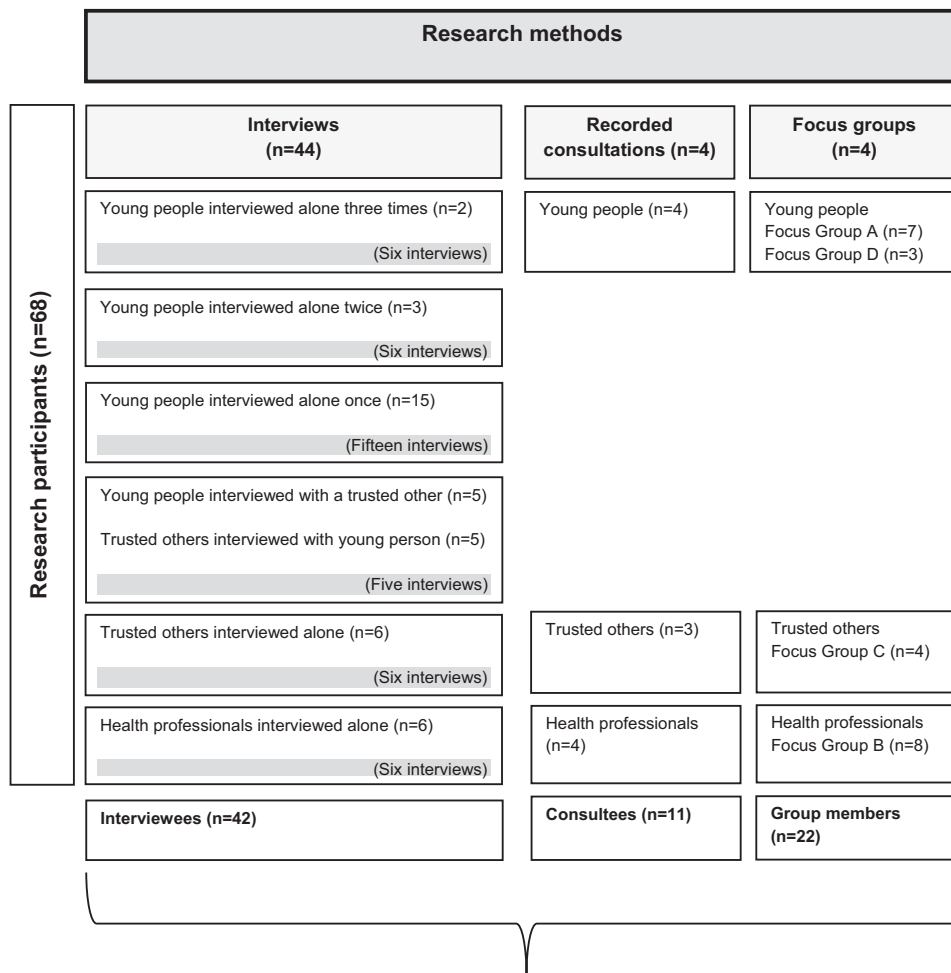 Research methods
Research participants (n=68)
Interviews
(n=44)
Recorded
consultations (n=4)
Focus groups
(n=4)
Young people interviewed alone three times (n=2)
(Six interviews)
Young people (n=4)
Young people
Focus Group A (n=7)
Focus Group D (n=3)
Young people interviewed alone twice (n=3)
(Six interviews)
Young people interviewed alone once (n=15)
(Fifteen interviews)
Young people interviewed with a trusted other (n=5)
Trusted others interviewed with young person (n=5)
(Five interviews)
Trusted others interviewed alone (n=6)
(Six interviews)
Trusted others (n=3)
Trusted others
Focus Group C (n=4)
Health professionals interviewed alone (n=6)
(Six interviews)
Health professionals
(n=4)
Health professionals
Focus Group B (n=8)
Interviewees (n=42)
Consultees (n=11)
Group members
(n=22)